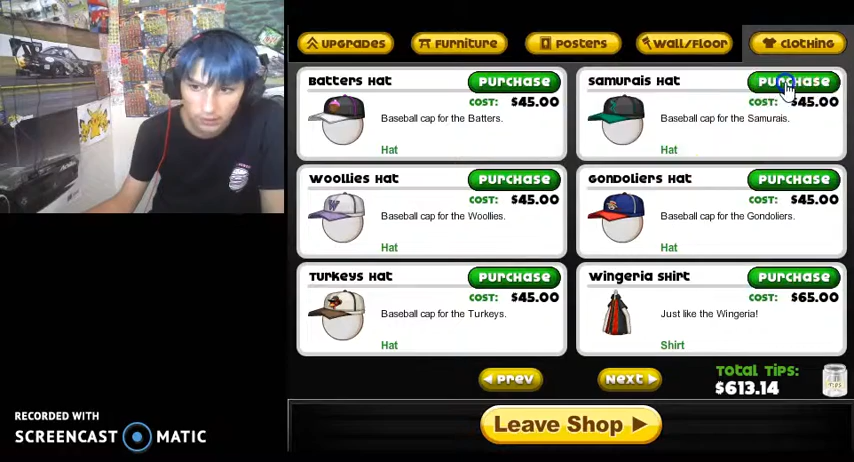 UPGRADES
FURNITURE
POSTERS
WALL/FLOOR
CLOTHING
BATTERS HAT
PURCHASE
COST: $45.00
Baseball cap for the Batters.
Hat
SAMURAIS HAT
PURCHASE
COST: $45.00
Baseball cap for the Samurais.
Hat
WOOLLIES HAT
PURCHASE
COST: $45.00
Baseball cap for the Woollies.
Hat
GONDOLIERS HAT
PURCHASE
COST: $45.00
Baseball cap for the Gondoliers.
Hat
TURKEYS HAT
PURCHASE
COST: $45.00
Baseball cap for the Turkeys.
Hat
WINGERIA SHIRT
PURCHASE
COST: $65.00
Just like the Wingeria!
Shirt
PREV
NEXT
TOTAL TIPS:
$613.14
TIPS
Leave Shop
RECORDED WITH
SCREENCAST MATIC